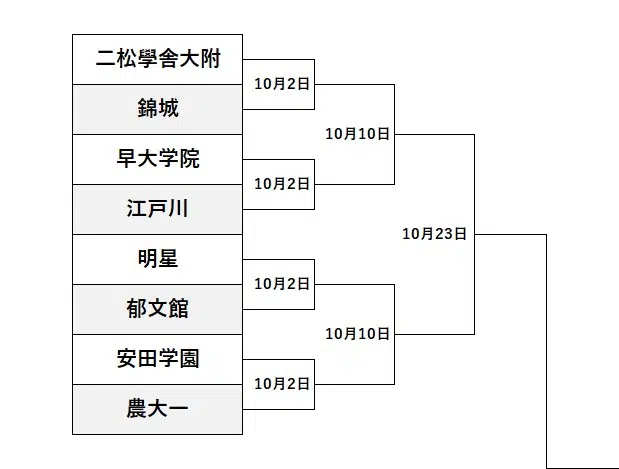 二松學舎大附
錦城
早大学院
江戸川
明星
郁文館
安田学園
農大一
10月2日
10月2日
10月2日
10月2日
10月10日
10月10日
10月23日